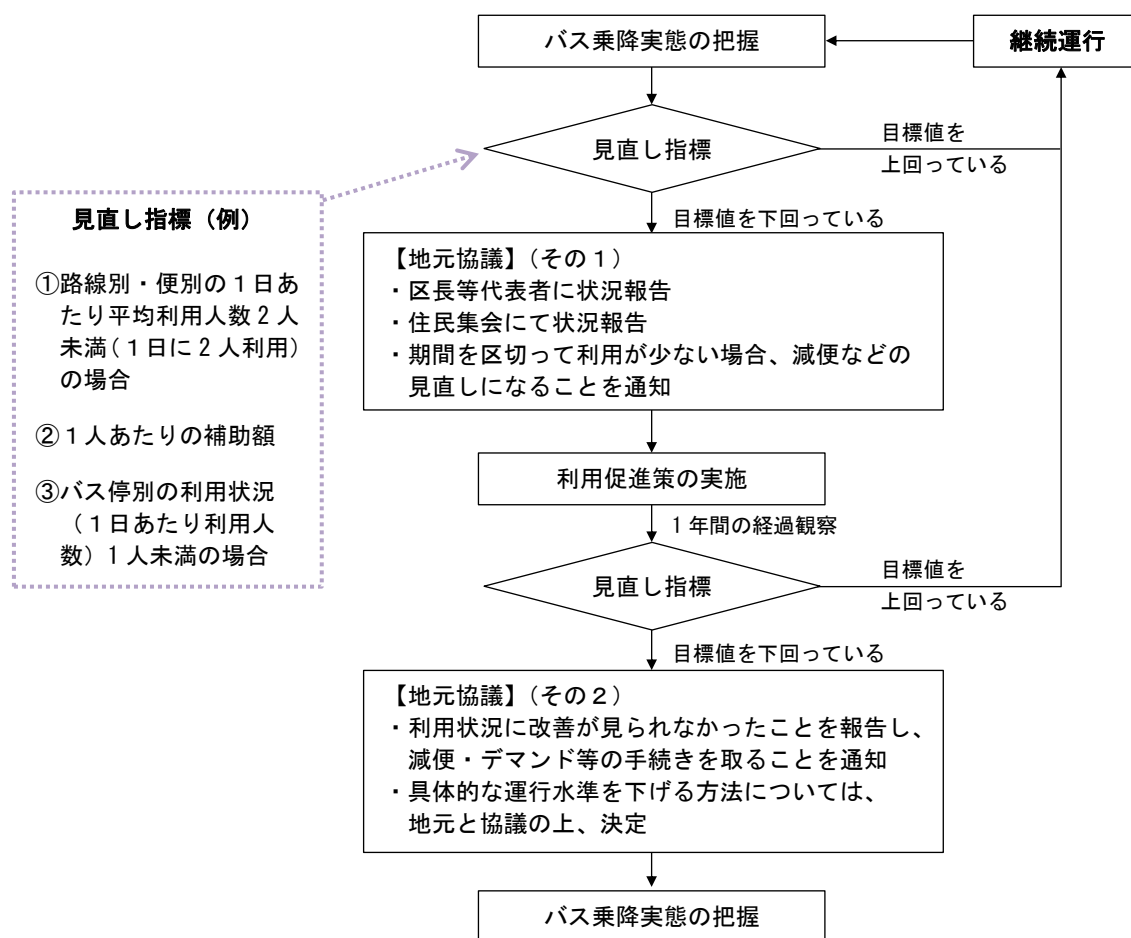 バス乗降実態の把握
継続運行
見直し指標
目標値を
上回っている
見直し指標（例）
①路線別・便別の１日あ
たり平均利用人数２人
未満（１日に２人利用）
の場合
②１人あたりの補助額
③バス停別の利用状況
（１日あたり利用人
数）１人未満の場合
目標値を下回っている
【地元協議】（その１）
・区長等代表者に状況報告
・住民集会にて状況報告
・期間を区切って利用が少ない場合、減便などの
見直しになることを通知
利用促進策の実施
１年間の経過観察
見直し指標
目標値を
上回っている
目標値を下回っている
【地元協議】（その２）
・利用状況に改善が見られなかったことを報告し、
減便・デマンド等の手続きを取ることを通知
・具体的な運行水準を下げる方法については、
地元と協議の上、決定
バス乗降実態の把握